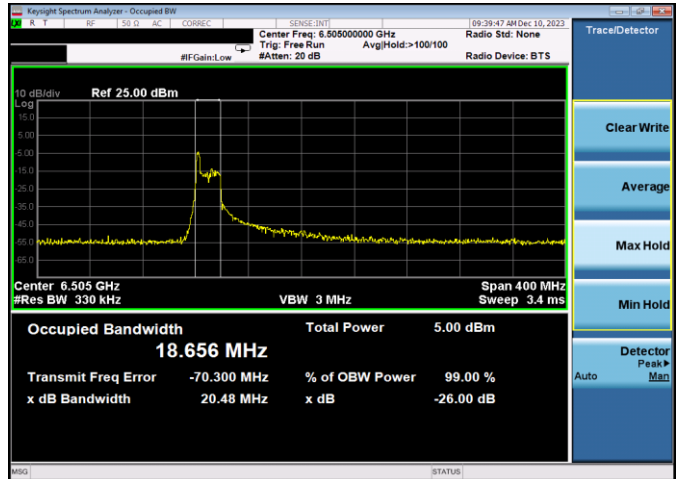 Keysight Spectrum Analyzer - Occupied BW
LXI R T RF 50 Ω AC CORREC SENSE:INT 09:39:47 AM Dec 10, 2023
Center Freq: 6.505000000 GHz Radio Std: None
Trig: Free Run Avg|Hold:>100/100
#IFGain:Low #Atten: 20 dB Radio Device: BTS
Trace/Detector
10 dB/div Ref 25.00 dBm
Log
15.0
5.00
-5.00
-15.0
-25.0
-35.0
-45.0
-55.0
-65.0
Center 6.505 GHz Span 400 MHz
#Res BW 330 kHz VBW 3 MHz Sweep 3.4 ms
Occupied Bandwidth Total Power 5.00 dBm
18.656 MHz
Transmit Freq Error -70.300 MHz % of OBW Power 99.00 %
x dB Bandwidth 20.48 MHz x dB -26.00 dB
Clear Write
Average
Max Hold
Min Hold
Detector
Peak▶
Auto Man
MSG STATUS